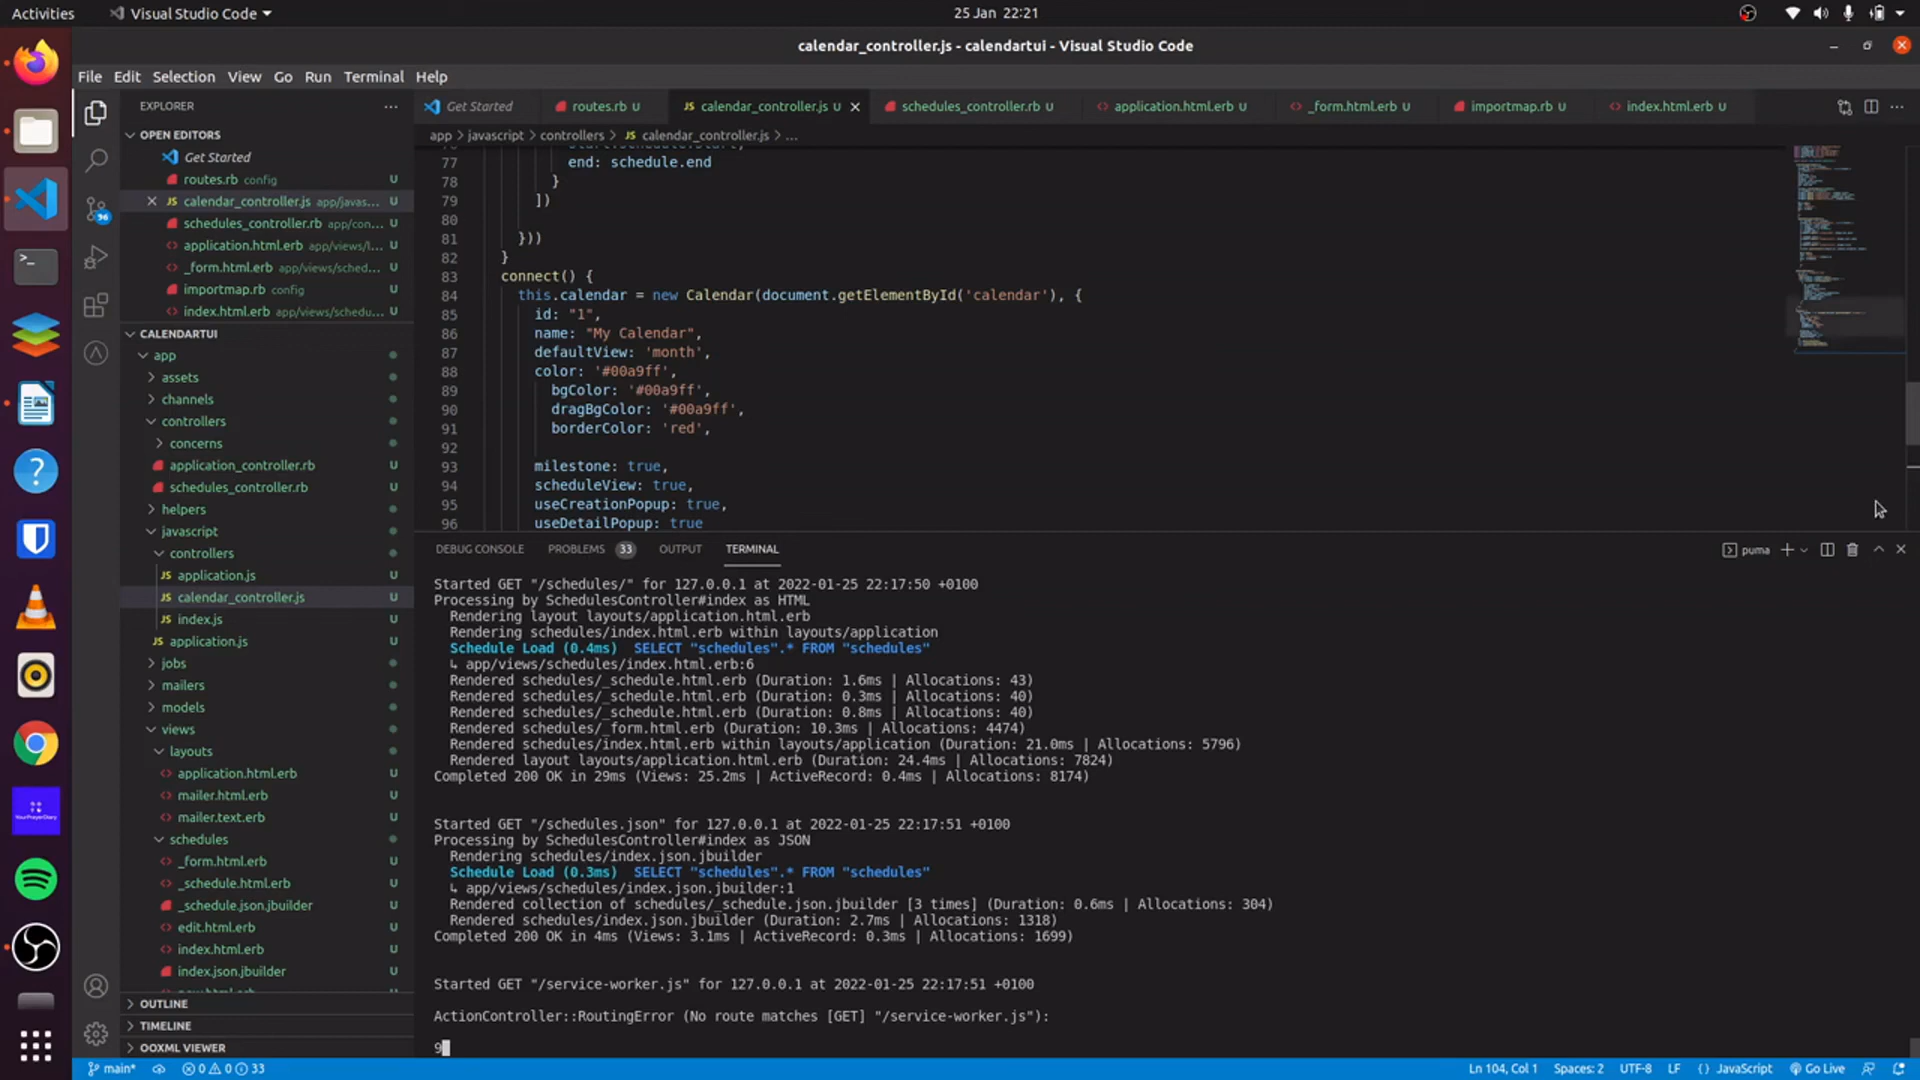 Activities
Visual Studio Code
25 Jan 22:21
calendar_controller.js - calendartui - Visual Studio Code
File Edit Selection View Go Run Terminal Help
EXPLORER
Get Started
routes.rb U
calendar_controller.js U
schedules_controller.rb U
application.html.erb U
_form.html.erb U
importmap.rb U
index.html.erb U
app > javascript > controllers > JS calendar_controller.js > ...
OPEN EDITORS
Get Started
routes.rb config U
JS calendar_controller.js app/javas... U
schedules_controller.rb app/con... U
application.html.erb app/views/l... U
_form.html.erb app/views/sched... U
importmap.rb config U
index.html.erb app/views/schedu... U
CALENDARTUI
app
assets
channels
controllers
concerns
application_controller.rb U
schedules_controller.rb U
helpers
javascript
controllers
JS application.js U
JS calendar_controller.js U
JS index.js U
JS application.js U
jobs
mailers
models
views
layouts
application.html.erb U
mailer.html.erb U
mailer.text.erb U
schedules
_form.html.erb U
_schedule.html.erb U
_schedule.json.jbuilder U
edit.html.erb U
index.html.erb U
index.json.jbuilder U
OUTLINE
TIMELINE
OOXML VIEWER
96
77 end: schedule.end
78 }
79 ])
80
81 }))
82 }
83 connect() {
84 this.calendar = new Calendar(document.getElementById('calendar'), {
85 id: "1",
86 name: "My Calendar",
87 defaultView: 'month',
88 color: '#00a9ff',
89 bgColor: '#00a9ff',
90 dragBgColor: '#00a9ff',
91 borderColor: 'red',
92
93 milestone: true,
94 scheduleView: true,
95 useCreationPopup: true,
96 useDetailPopup: true
DEBUG CONSOLE PROBLEMS 33 OUTPUT TERMINAL
puma
Started GET "/schedules/" for 127.0.0.1 at 2022-01-25 22:17:50 +0100
Processing by SchedulesController#index as HTML
Rendering layout layouts/application.html.erb
Rendering schedules/index.html.erb within layouts/application
Schedule Load (0.4ms) SELECT "schedules".* FROM "schedules"
↳ app/views/schedules/index.html.erb:6
Rendered schedules/_schedule.html.erb (Duration: 1.6ms | Allocations: 43)
Rendered schedules/_schedule.html.erb (Duration: 0.3ms | Allocations: 40)
Rendered schedules/_schedule.html.erb (Duration: 0.8ms | Allocations: 40)
Rendered schedules/_form.html.erb (Duration: 10.3ms | Allocations: 4474)
Rendered schedules/index.html.erb within layouts/application (Duration: 21.0ms | Allocations: 5796)
Rendered layout layouts/application.html.erb (Duration: 24.4ms | Allocations: 7824)
Completed 200 OK in 29ms (Views: 25.2ms | ActiveRecord: 0.4ms | Allocations: 8174)
Started GET "/schedules.json" for 127.0.0.1 at 2022-01-25 22:17:51 +0100
Processing by SchedulesController#index as JSON
Rendering schedules/index.json.jbuilder
Schedule Load (0.3ms) SELECT "schedules".* FROM "schedules"
↳ app/views/schedules/index.json.jbuilder:1
Rendered collection of schedules/_schedule.json.jbuilder [3 times] (Duration: 0.6ms | Allocations: 304)
Rendered schedules/index.json.jbuilder (Duration: 2.7ms | Allocations: 1318)
Completed 200 OK in 4ms (Views: 3.1ms | ActiveRecord: 0.3ms | Allocations: 1699)
Started GET "/service-worker.js" for 127.0.0.1 at 2022-01-25 22:17:51 +0100
ActionController::RoutingError (No route matches [GET] "/service-worker.js"):
9
main* 0 0 33
Ln 104, Col 1 Spaces: 2 UTF-8 LF {} JavaScript Go Live